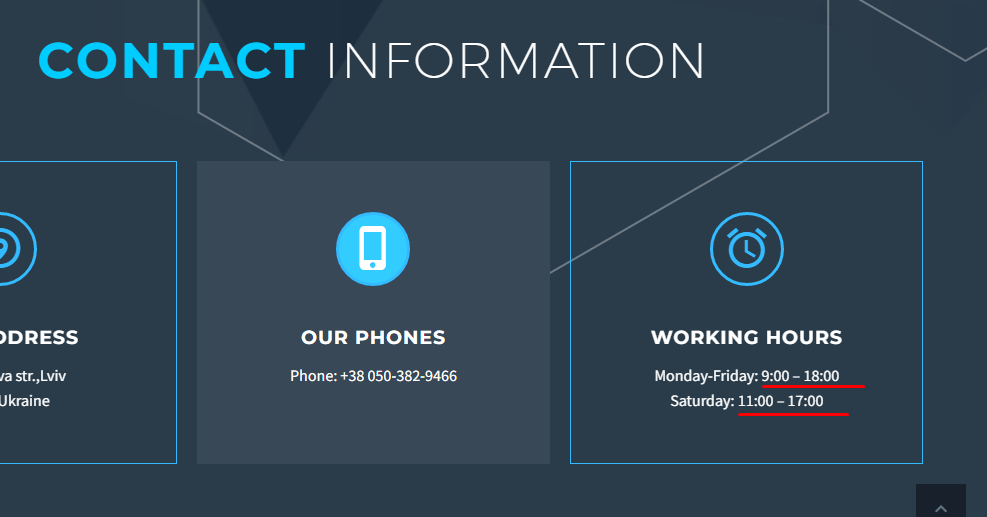 CONTACT INFORMATION
DDRESS
va str.,Lviv
Ukraine
OUR PHONES
Phone: +38 050-382-9466
WORKING HOURS
Monday-Friday: 9:00 – 18:00
Saturday: 11:00 – 17:00